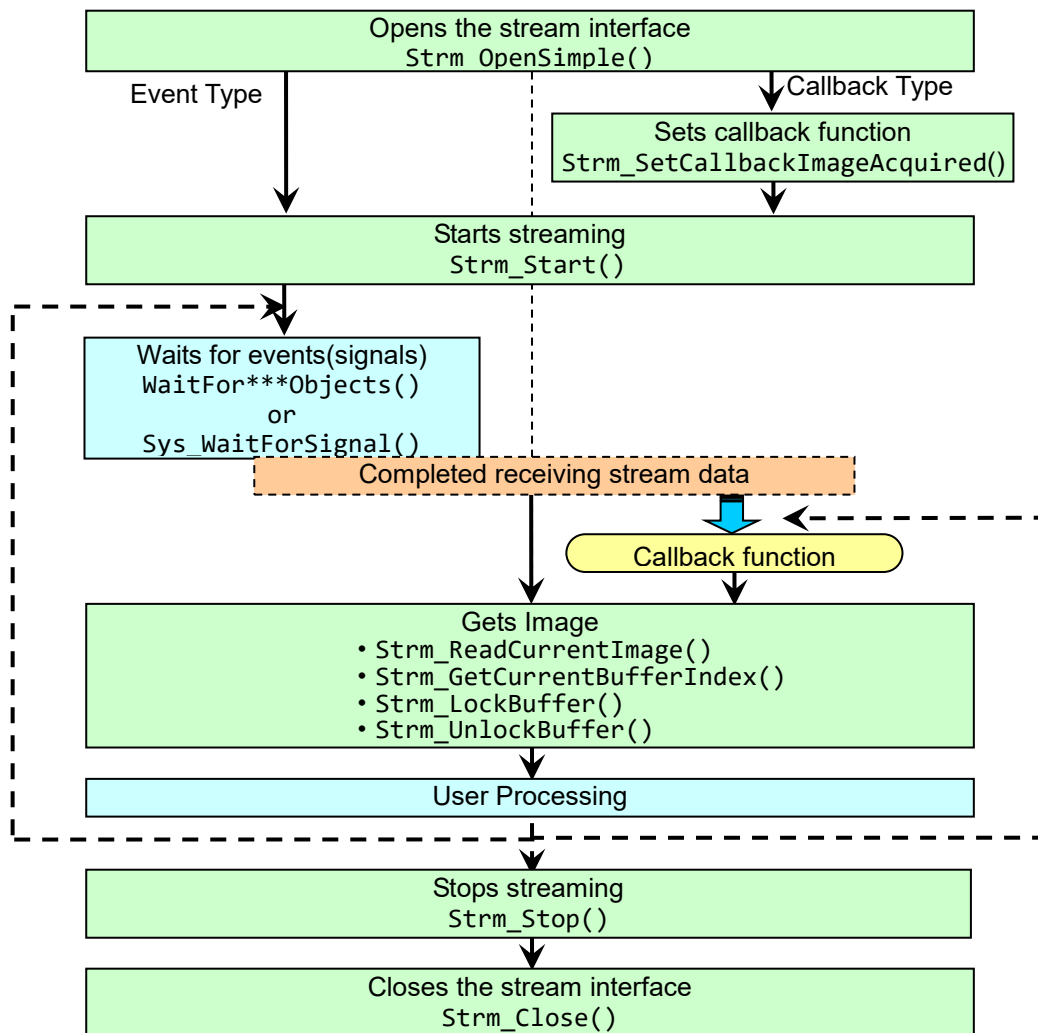 Opens the stream interface
Strm_OpenSimple()
Event Type
Callback Type
Sets callback function
Strm_SetCallbackImageAcquired()
Starts streaming
Strm_Start()
Waits for events(signals)
WaitFor***Objects()
or
Sys_WaitForSignal()
Completed receiving stream data
Callback function
Gets Image
・Strm_ReadCurrentImage()
・Strm_GetCurrentBufferIndex()
・Strm_LockBuffer()
・Strm_UnlockBuffer()
User Processing
Stops streaming
Strm_Stop()
Closes the stream interface
Strm_Close()